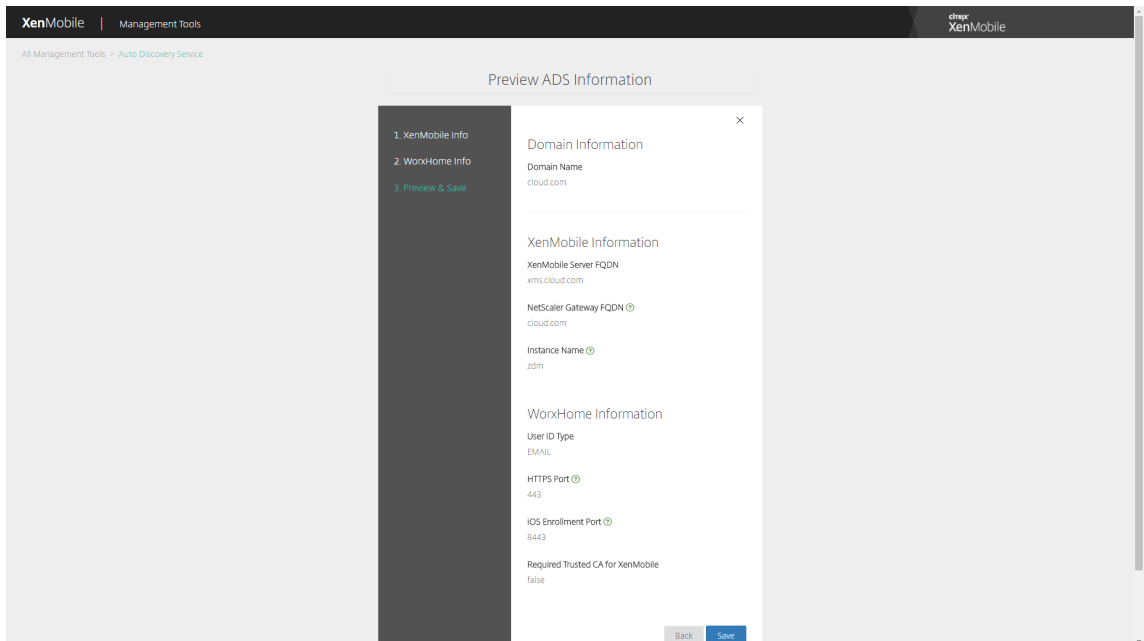 XenMobile | Management Tools
citrix
XenMobile
All Management Tools > Auto Discovery Service
Preview ADS Information
1. XenMobile Info
2. WorxHome Info
3. Preview & Save
Domain Information
Domain Name
cloud.com
XenMobile Information
XenMobile Server FQDN
xms.cloud.com
NetScaler Gateway FQDN ?
cloud.com
Instance Name ?
zdm
WorxHome Information
User ID Type
EMAIL
HTTPS Port ?
443
iOS Enrollment Port ?
8443
Required Trusted CA for XenMobile
false
Back Save